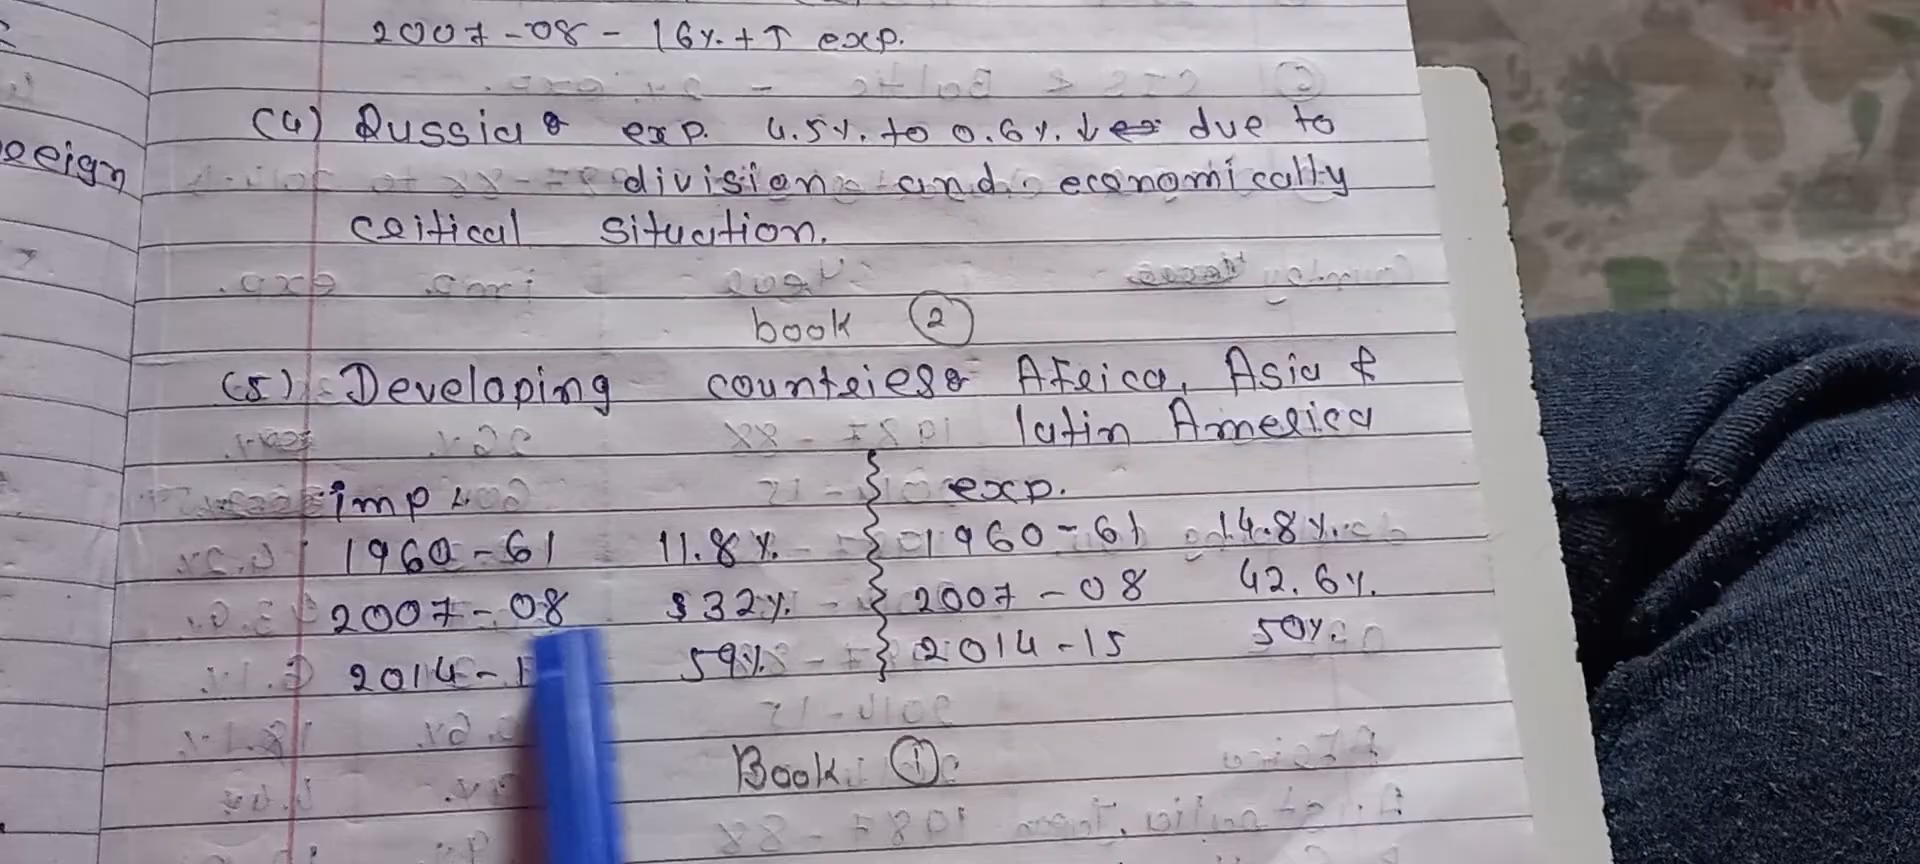 2007-08 - 16%. + ↑ exp.
(4) Russia exp. 4.5%. to 0.6%. ↓ due to
eeign
division and economically
critical situation.
book 2
(5) Developing countries Africa, Asia &
latin America
imp exp.
1960-61 11.8%. 1960-61 14.8%.
2007-08 32%. 2007-08 42.6%.
2014-1 59%. 2014-15 50%.
Book 1